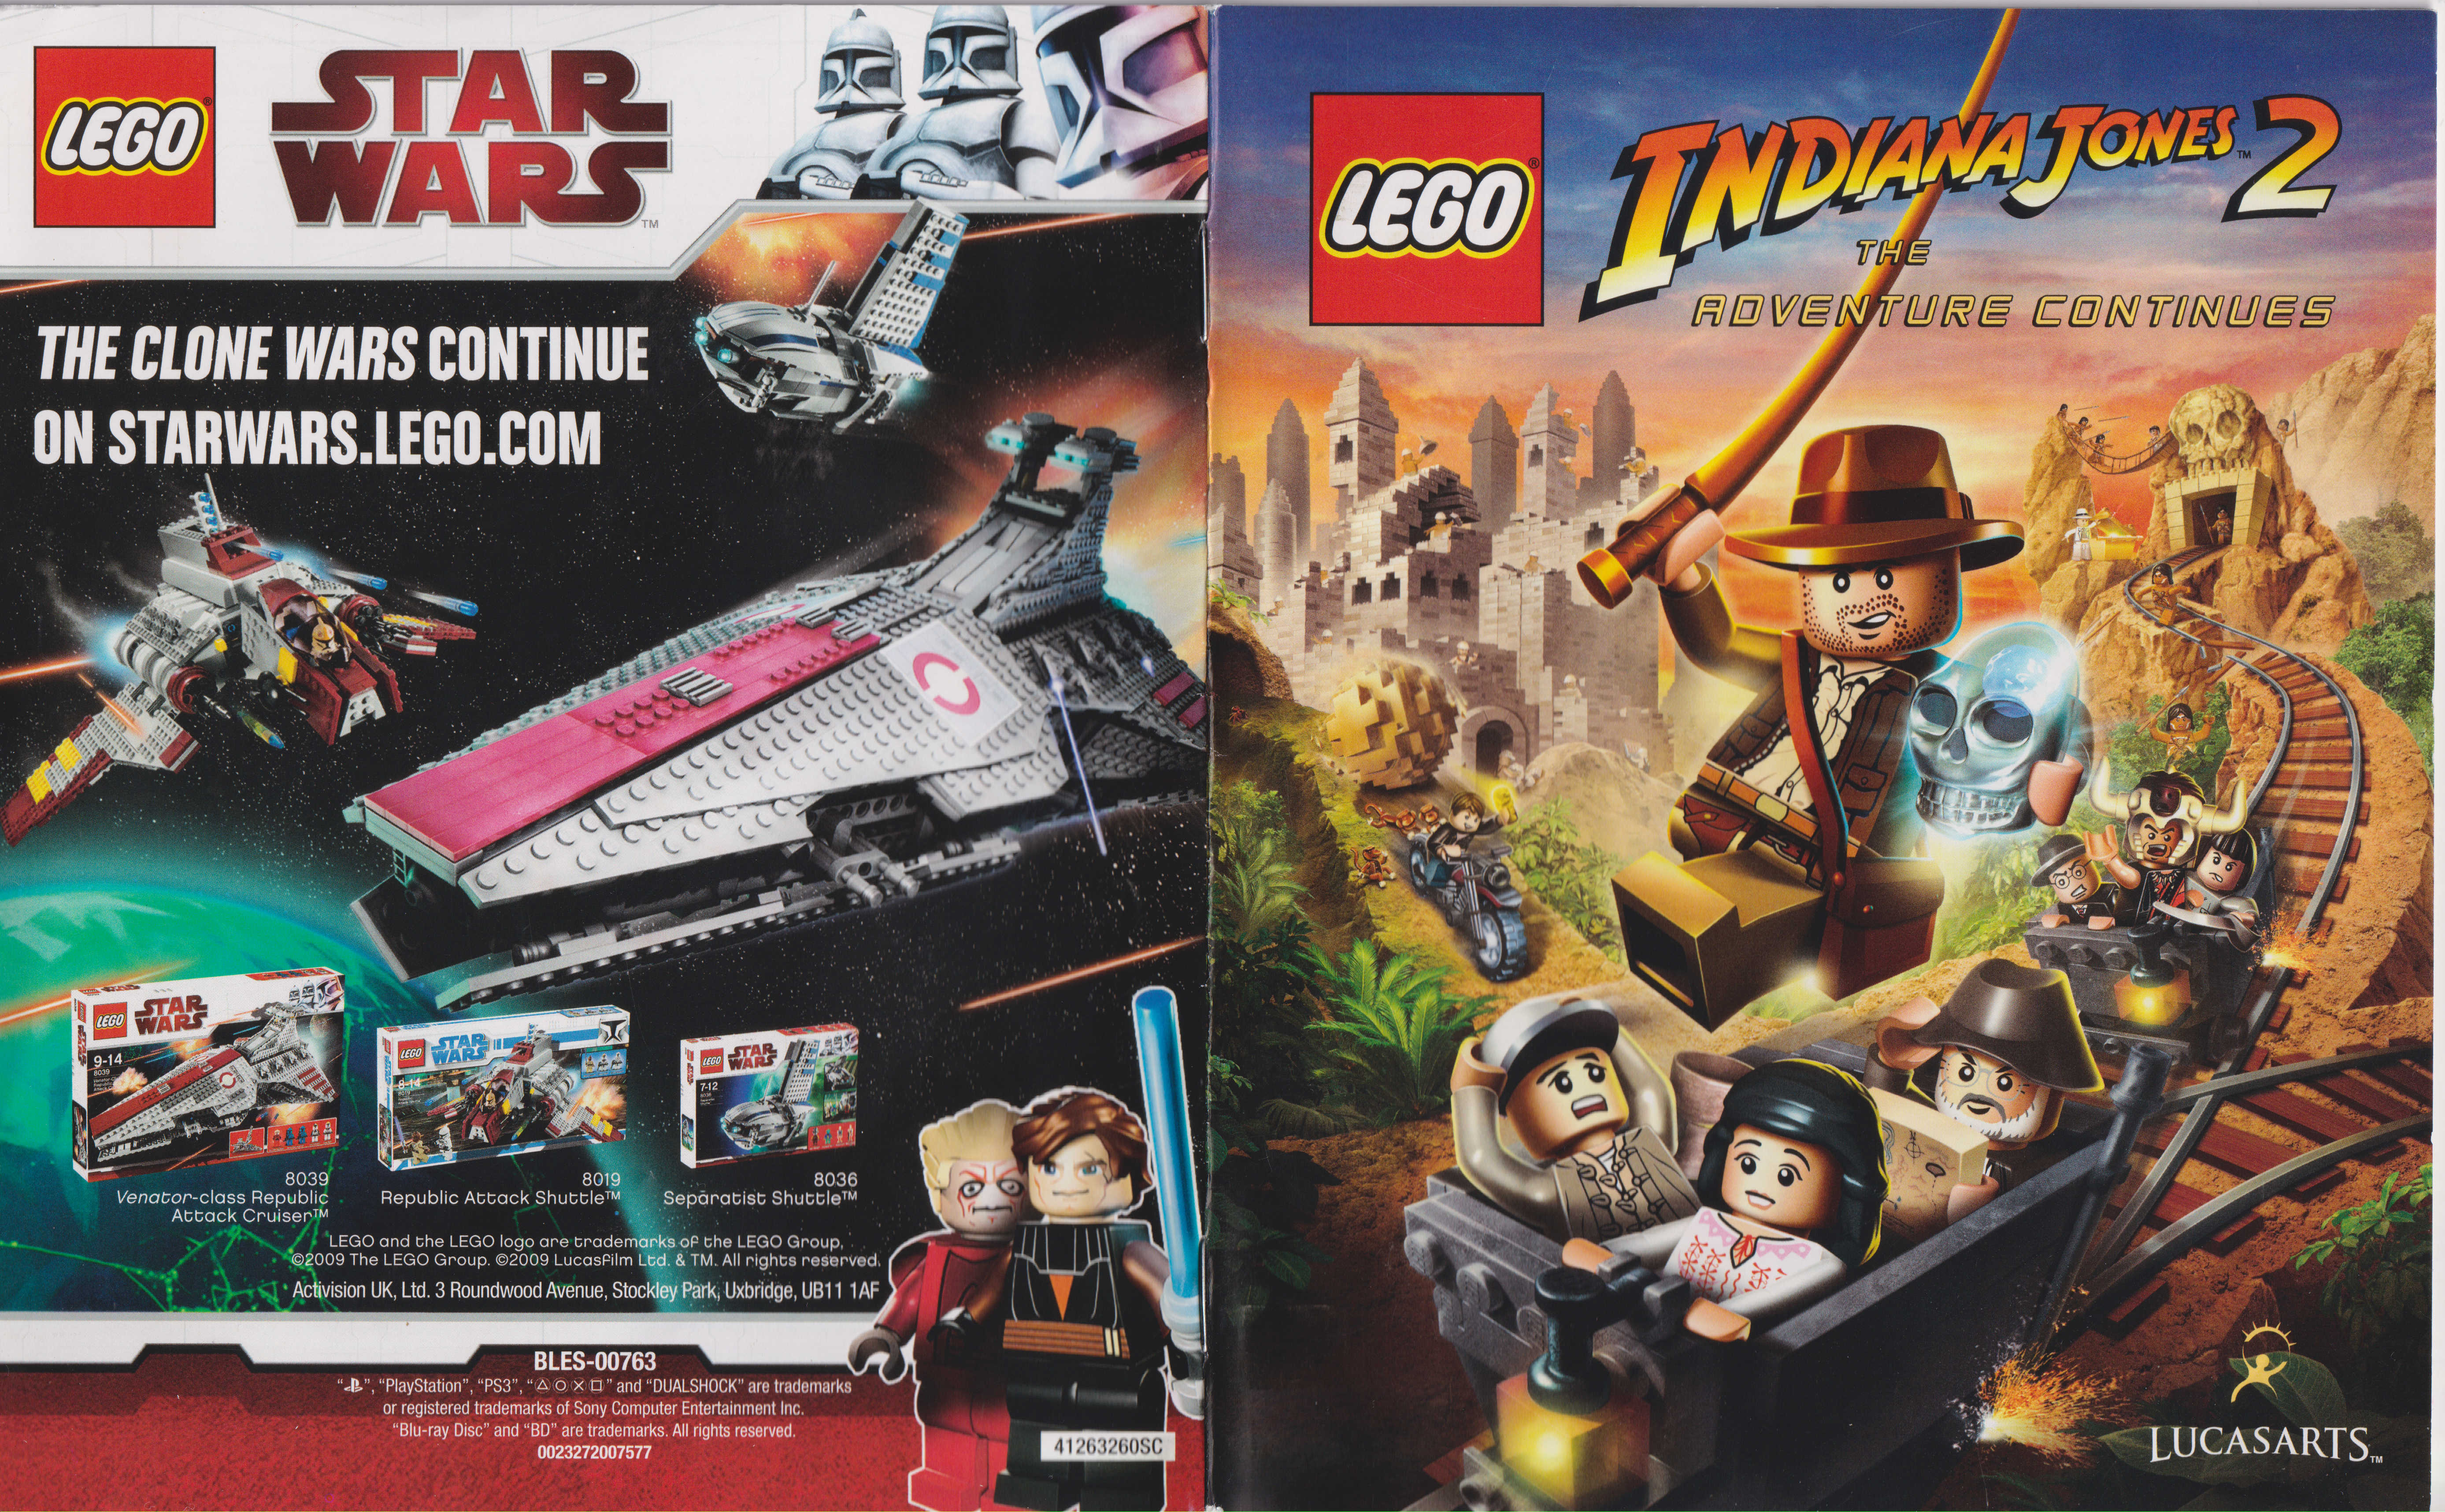 LEGO®
STAR
WARS™
THE CLONE WARS CONTINUE
ON STARWARS.LEGO.COM
LEGO STAR WARS
9-14
8039
LEGO STAR WARS
8-14
LEGO STAR WARS
7-12
8036
8039
Venator-class Republic
Attack Cruiser™
8019
Republic Attack Shuttle™
8036
Separatist Shuttle™
LEGO and the LEGO logo are trademarks of the LEGO Group.
©2009 The LEGO Group. ©2009 Lucasfilm Ltd. & TM. All rights reserved.
Activision UK, Ltd. 3 Roundwood Avenue, Stockley Park, Uxbridge, UB11 1AF
BLES-00763
“PS”, “PlayStation”, “PS3”, “△○✕□” and “DUALSHOCK” are trademarks
or registered trademarks of Sony Computer Entertainment Inc.
“Blu-ray Disc” and “BD” are trademarks. All rights reserved.
0023272007577
41263260SC
LEGO®
INDIANA JONES™ 2
THE
ADVENTURE CONTINUES
LUCASARTS™